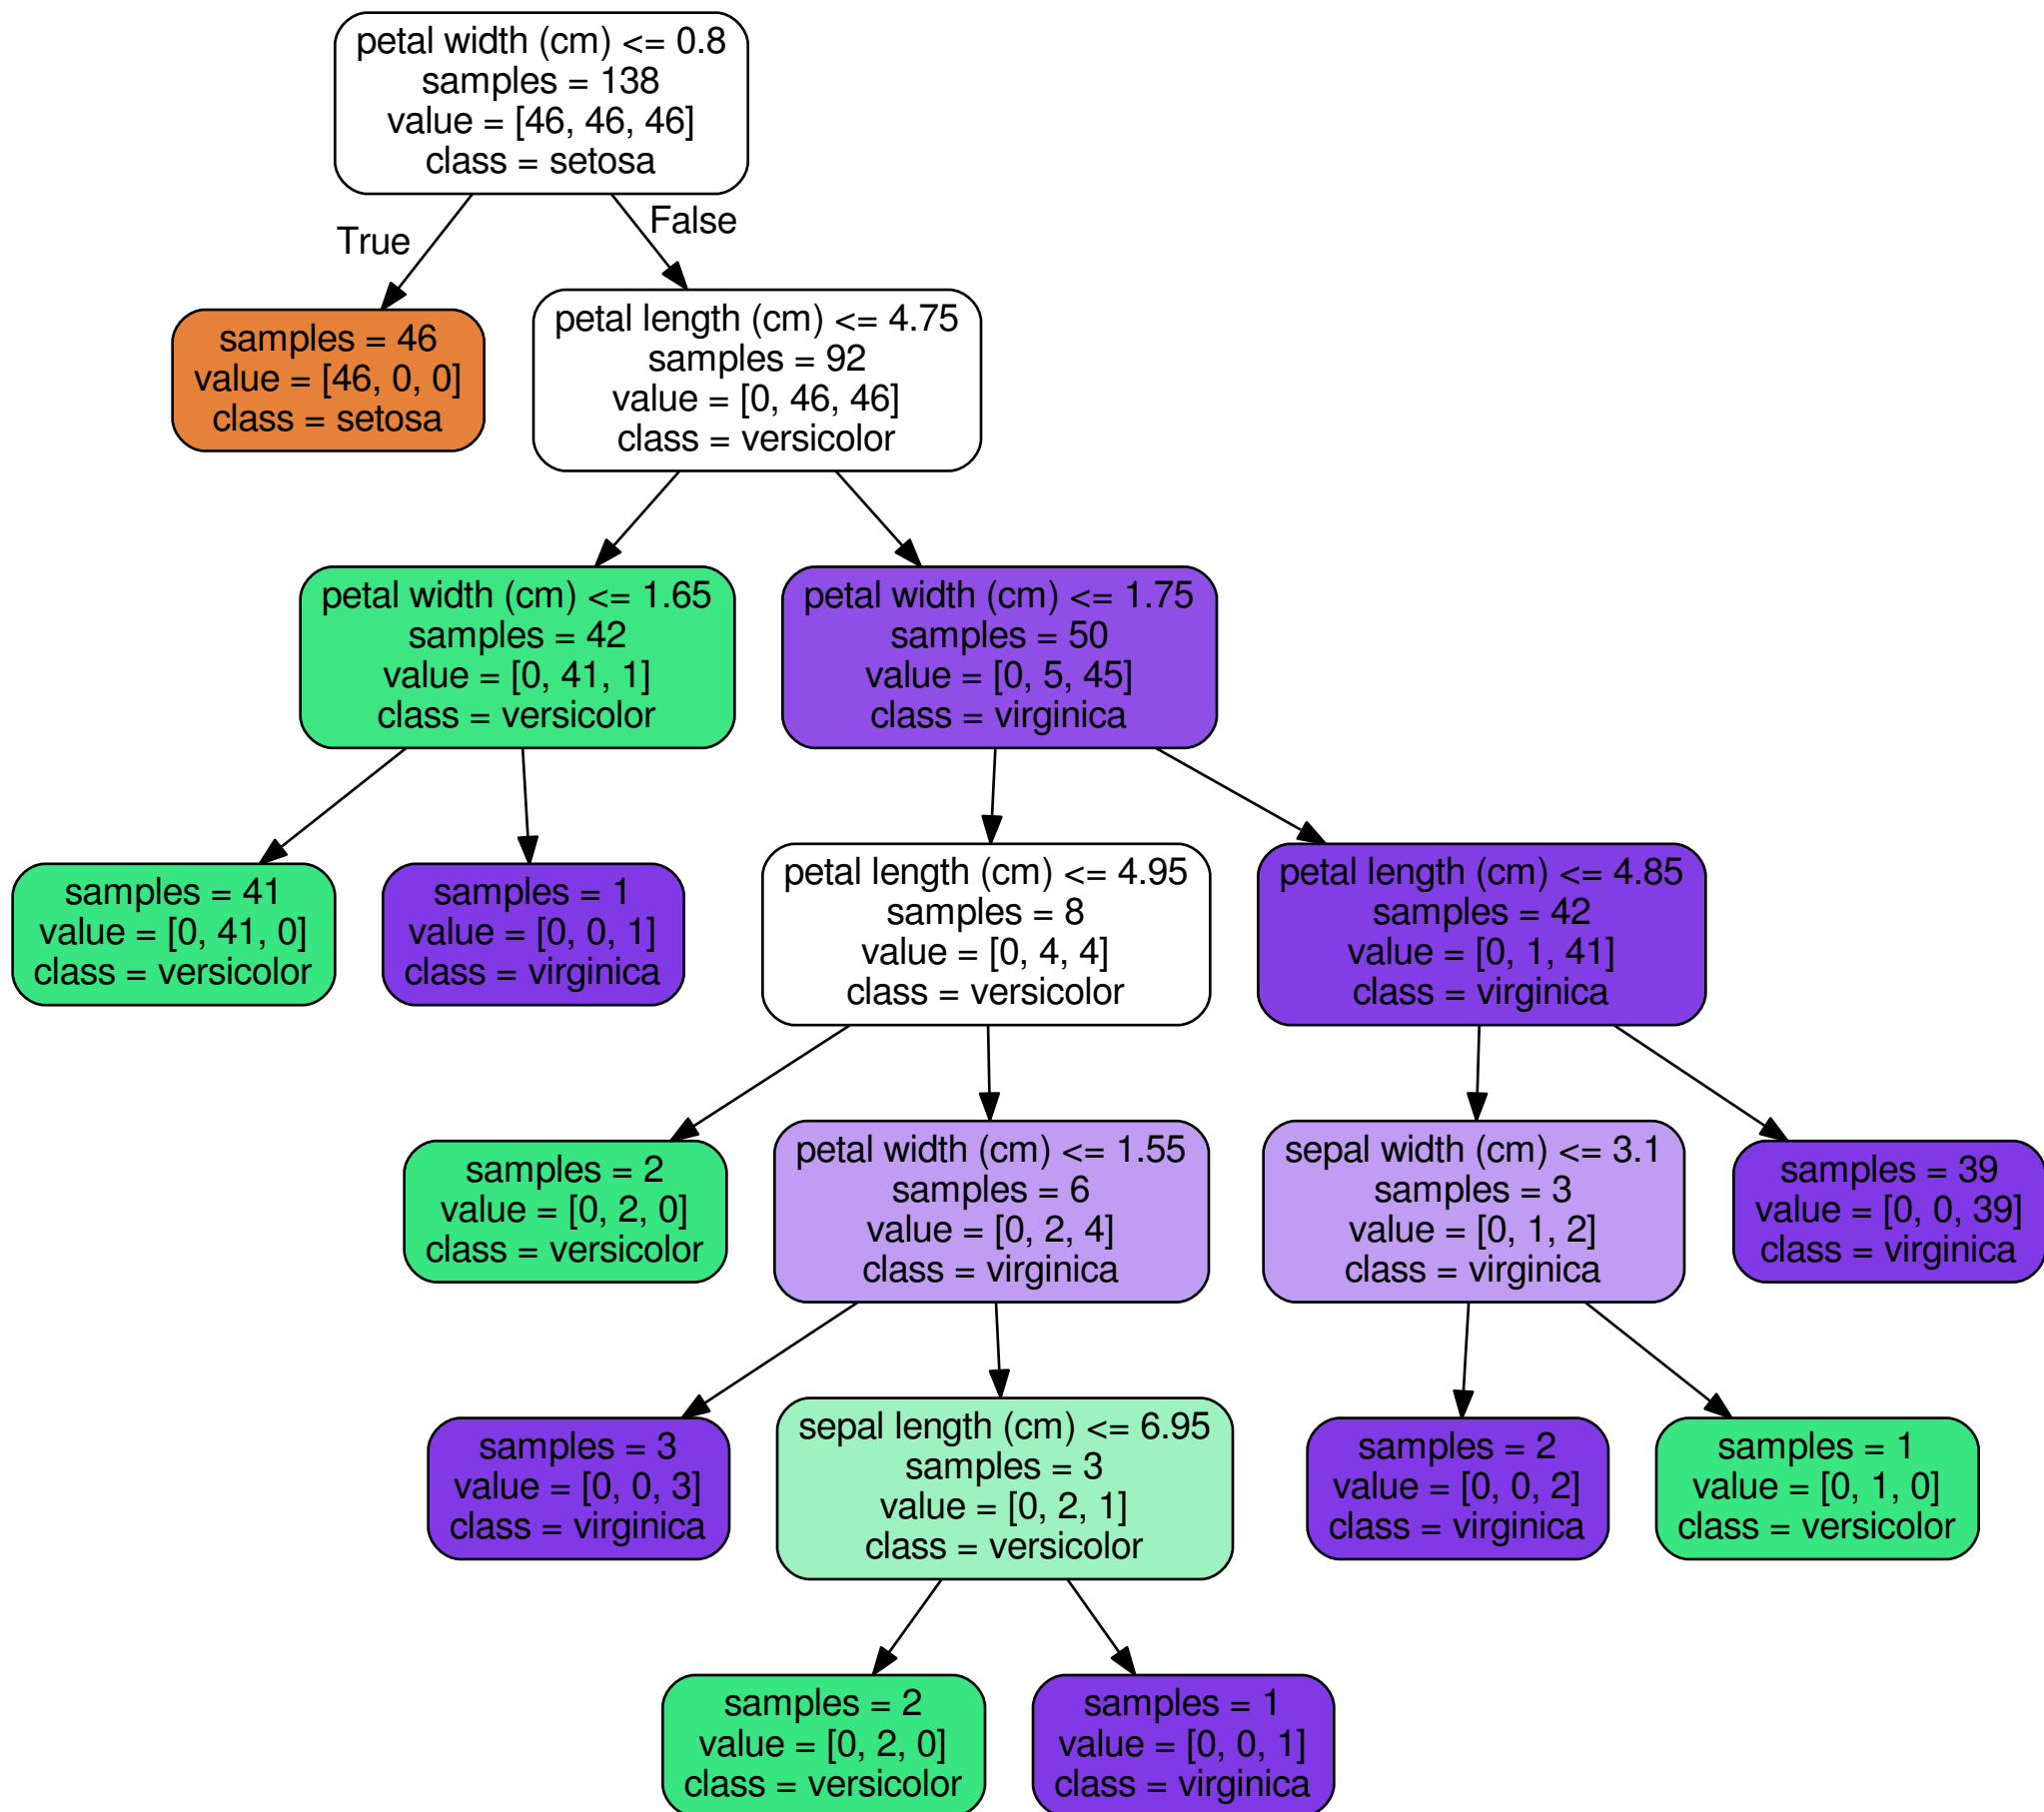 petal width (cm) <= 0.8
samples = 138
value = [46, 46, 46]
class = setosa
True
False
samples = 46
value = [46, 0, 0]
class = setosa
petal length (cm) <= 4.75
samples = 92
value = [0, 46, 46]
class = versicolor
petal width (cm) <= 1.65
samples = 42
value = [0, 41, 1]
class = versicolor
petal width (cm) <= 1.75
samples = 50
value = [0, 5, 45]
class = virginica
samples = 41
value = [0, 41, 0]
class = versicolor
samples = 1
value = [0, 0, 1]
class = virginica
petal length (cm) <= 4.95
samples = 8
value = [0, 4, 4]
class = versicolor
petal length (cm) <= 4.85
samples = 42
value = [0, 1, 41]
class = virginica
samples = 2
value = [0, 2, 0]
class = versicolor
petal width (cm) <= 1.55
samples = 6
value = [0, 2, 4]
class = virginica
sepal width (cm) <= 3.1
samples = 3
value = [0, 1, 2]
class = virginica
samples = 39
value = [0, 0, 39]
class = virginica
samples = 3
value = [0, 0, 3]
class = virginica
sepal length (cm) <= 6.95
samples = 3
value = [0, 2, 1]
class = versicolor
samples = 2
value = [0, 0, 2]
class = virginica
samples = 1
value = [0, 1, 0]
class = versicolor
samples = 2
value = [0, 2, 0]
class = versicolor
samples = 1
value = [0, 0, 1]
class = virginica